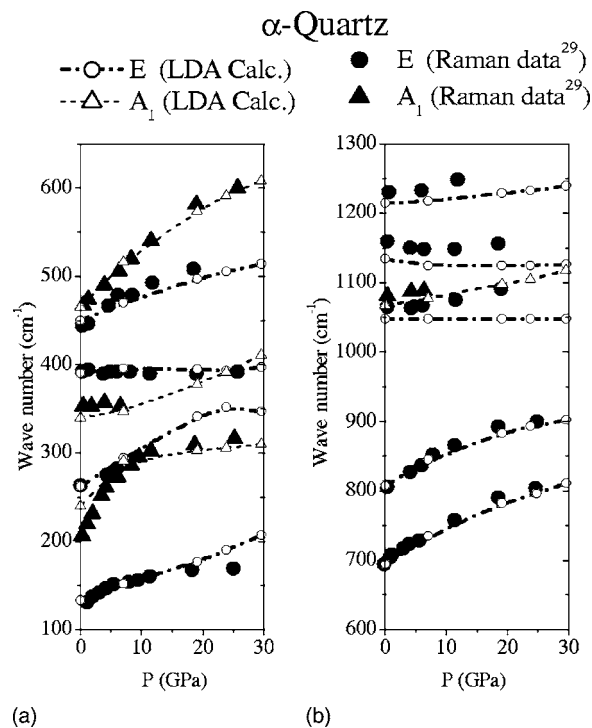 α-Quartz
E (LDA Calc.)
A₁ (LDA Calc.)
E (Raman data²⁹)
A₁ (Raman data²⁹)
600
500
400
300
200
100
Wave number (cm⁻¹)
0
10
20
30
P (GPa)
(a)
1300
1200
1100
1000
900
800
700
600
Wave number (cm⁻¹)
0
10
20
30
P (GPa)
(b)